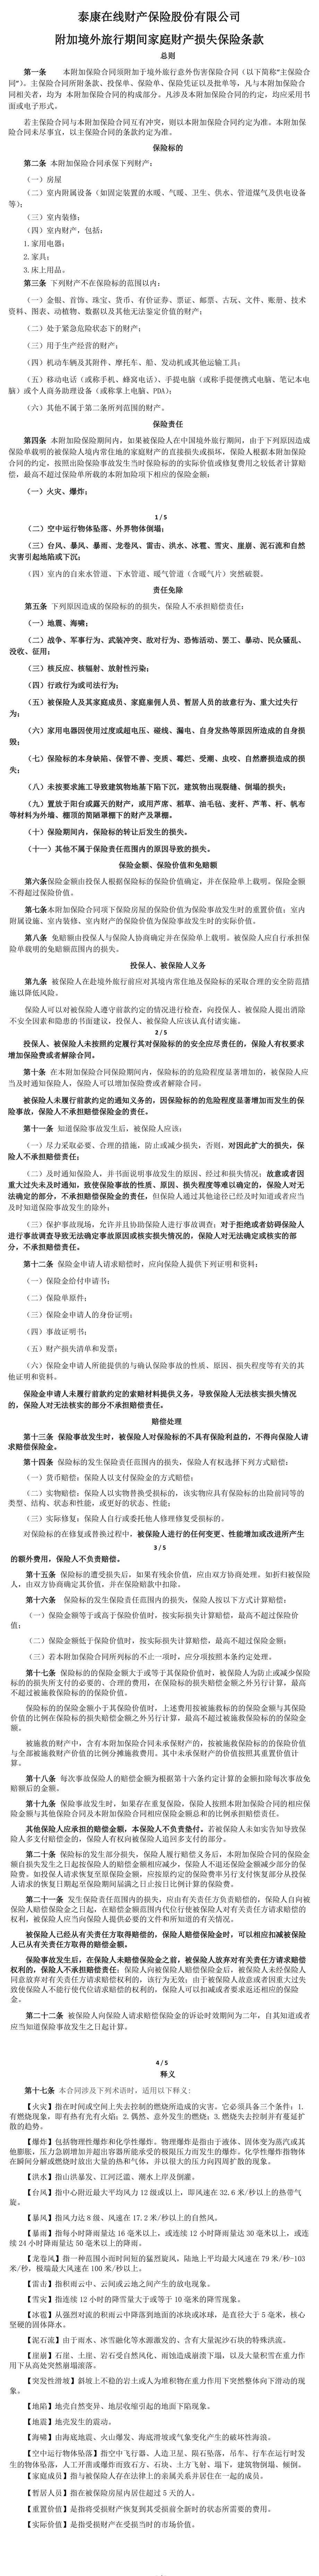 泰康在线财产保险股份有限公司
附加境外旅行期间家庭财产损失保险条款
总则
第一条 本附加保险合同须附加于境外旅行意外伤害保险合同（以下简称“主保险合
同”）。主保险合同所附条款、投保单、保险单、保险凭证以及批单等，凡与本附加保险合
同相关者，均为 本附加保险合同的构成部分。凡涉及本附加保险合同的约定，均应采用书
面或电子形式。
若主保险合同与本附加保险合同互有冲突，则以本附加保险合同约定为准。本附加保
险合同未尽事宜，以主保险合同的条款约定为准。
保险标的
第二条 本附加保险合同承保下列财产：
（一）房屋
（二）室内附属设备（如固定装置的水暖、气暖、卫生、供水、管道煤气及供电设备
等）；
（三）室内装修；
（四）室内财产，包括：
1.家用电器；
2.家具；
3.床上用品。
第三条 下列财产不在保险标的范围以内：
（一）金银、首饰、珠宝、货币、有价证券、票证、邮票、古玩、文件、账册、技术
资料、图表、动植物、数据以及其他无法鉴定价值的财产；
（二）处于紧急危险状态下的财产；
（三）用于生产经营的财产；
（四）机动车辆及其附件、摩托车、船、发动机或其他运输工具；
（五）移动电话（或称手机、蜂窝电话）、手提电脑（或称手提便携式电脑、笔记本电
脑）或个人商务助理设备（或称掌上电脑、PDA）；
（六）其他不属于第二条所列范围的财产。
保险责任
第四条 本附加险保险期间内，如果被保险人在中国境外旅行期间，由于下列原因造成
保险单载明的被保险人境内常住地的家庭财产的直接损失或损坏，保险人根据本附加保险
合同的约定，按照出险保险事故发生当时保险标的的实际价值或修复费用之较低者计算赔
偿，最高不超过保险单所载的本附加险项下相应的保险金额：
（一）火灾、爆炸；
1 / 5
（二）空中运行物体坠落、外界物体倒塌；
（三）台风、暴风、暴雨、龙卷风、雷击、洪水、冰雹、雪灾、崖崩、泥石流和自然
灾害引起地陷或下沉；
（四）室内的自来水管道、下水管道、暖气管道（含暖气片）突然破裂。
责任免除
第五条 下列原因造成的保险标的的损失，保险人不承担赔偿责任：
（一）地震、海啸；
（二）战争、军事行为、武装冲突、敌对行为、恐怖活动、罢工、暴动、民众骚乱、
没收、征用；
（三）核反应、核辐射、放射性污染；
（四）行政行为或司法行为；
（五）被保险人及其家庭成员、家庭雇佣人员、暂居人员的故意行为、重大过失行
为；
（六）家用电器因使用过度或超电压、碰线、漏电、自身发热等原因所造成的自身损
毁；
（七）保险标的本身缺陷、保管不善、变质、霉烂、受潮、虫咬、自然磨损造成的损
失；
（八）未按要求施工导致建筑物地基下陷下沉，建筑物出现裂缝、倒塌的损失；
（九）置放于阳台或露天的财产，或用芦席、稻草、油毛毡、麦杆、芦苇、杆、帆布
等材料为外墙、棚顶的简陋罩棚下的财产及罩棚。
（十）保险期间内，保险标的转让后发生的损失。
（十一）其他不属于保险责任范围内的原因导致的损失。
保险金额、保险价值和免赔额
第六条保险金额由投保人根据保险标的保险价值确定，并在保险单上载明。保险金额
不得超过保险价值。
第七条本附加保险合同项下保险房屋的保险价值为保险事故发生时的重置价值；室内
附属设施、室内装修、室内财产的保险价值为保险事故发生时的实际价值。
第八条 免赔额由投保人与保险人协商确定并在保险单上载明。被保险人应自行承担保
险单载明的免赔额范围内的损失。
投保人、被保险人义务
第九条 被保险人在赴境外旅行前应对其境内常住地及保险标的采取合理的安全防范措
施以降低风险。
保险人可以对被保险人遵守前款约定的情况进行检查，向投保人、被保险人提出消除
不安全因素和隐患的书面建议，投保人、被保险人应该认真付诸实施。
2 / 5
投保人、被保险人未按照约定履行其对保险标的的安全应尽责任的，保险人有权要求
增加保险费或者解除合同。
第十条 在本附加保险合同保险期间内，保险标的的危险程度显著增加的，被保险人应
当及时通知保险人，保险人可以增加保险费或者解除合同。
被保险人未履行前款约定的通知义务的，因保险标的的危险程度显著增加而发生的保
险事故，保险人不承担赔偿保险金的责任。
第十一条 知道保险事故发生后，被保险人应该：
（一）尽力采取必要、合理的措施，防止或减少损失，否则，对因此扩大的损失，保
险人不承担赔偿责任；
（二）及时通知保险人，并书面说明事故发生的原因、经过和损失情况；故意或者因
重大过失未及时通知，致使保险事故的性质、原因、损失程度等难以确定的，保险人对无
法确定的部分，不承担赔偿保险金的责任，但保险人通过其他途径已经及时知道或者应当
及时知道保险事故发生的除外；
（三）保护事故现场，允许并且协助保险人进行事故调查；对于拒绝或者妨碍保险人
进行事故调查导致无法确定事故原因或核实损失情况的，保险人对无法确定或核实的部
分，不承担赔偿责任。
第十二条 保险金申请人请求赔偿时，应向保险人提供下列证明和资料：
（一）保险金给付申请书；
（二）保险单原件；
（三）保险金申请人的身份证明；
（四）事故证明书；
（五）财产损失清单和发票；
（六）保险金申请人所能提供的与确认保险事故的性质、原因、损失程度等有关的其
他证明和资料。
保险金申请人未履行前款约定的索赔材料提供义务，导致保险人无法核实损失情况
的，保险人对无法核实的部分不承担赔偿责任。
赔偿处理
第十三条 保险事故发生时，被保险人对保险标的不具有保险利益的，不得向保险人请
求赔偿保险金。
第十四条 保险标的发生保险责任范围内的损失，保险人有权选择下列方式赔偿：
（一）货币赔偿：保险人以支付保险金的方式赔偿；
（二）实物赔偿：保险人以实物替换受损标的，该实物应具有保险标的出险前同等的
类型、结构、状态和性能，或更好的状态、性能；
（三）实际修复：保险人自行或委托他人修理修复受损标的。
对保险标的在修复或替换过程中，被保险人进行的任何变更、性能增加或改进所产生
3 / 5
的额外费用，保险人不负责赔偿。
第十五条 保险标的遭受损失后，如果有残余价值，应由双方协商处理。如折归被保险
人，由双方协商确定其价值，并在保险赔款中扣除。
第十六条 保险标的发生保险责任范围内的损失，保险人按以下方式计算赔偿：
（一）保险金额等于或高于保险价值时，按实际损失计算赔偿，最高不超过保险价
值；
（二）保险金额低于保险价值时，按实际损失计算赔偿，最高不超过保险金额；
（三）若本附加保险合同所列标的不止一项时，应分项按照本条约定处理。
第十七条 保险标的的保险金额大于或等于其保险价值时，被保险人为防止或减少保险
标的的损失所支付的必要的、合理的费用，在保险标的损失赔偿金额之外另行计算，最高
不超过被施救保险标的的保险价值。
保险标的的保险金额小于其保险价值时，上述费用按被施救标的的保险金额与其保险
价值的比例在保险标的损失赔偿金额之外另行计算，最高不超过被施救保险标的的保险金
额。
被施救的财产中，含有本附加保险合同未承保财产的，按被施救保险标的的保险价值
与全部被施救财产价值的比例分摊施救费用。其中未承保财产的价值按照其重置价值计
算。
第十八条 每次事故保险人的赔偿金额为根据第十六条约定计算的金额扣除每次事故免
赔额后的金额。
第十九条 保险事故发生时，如果存在重复保险，保险人按照本附加保险合同的相应保
险金额与其他保险合同及本附加保险合同相应保险金额总和的比例承担赔偿责任。
其他保险人应承担的赔偿金额，本保险人不负责垫付。若被保险人未如实告知导致保
险人多支付赔偿金的，保险人有权向被保险人追回多支付的部分。
第二十条 保险标的发生部分损失，保险人履行赔偿义务后，本附加保险合同的保险金
额自损失发生之日起按保险人的赔偿金额相应减少，保险人不退还保险金额减少部分的保
险费。如投保人请求恢复至原保险金额，应按原约定的保险费率另行支付恢复部分从投保
人请求的恢复日期起至保险期间届满之日止按日比例计算的保险费。
第二十一条 发生保险责任范围内的损失，应由有关责任方负责赔偿的，保险人自向被
保险人赔偿保险金之日起，在赔偿金额范围内代位行使被保险人对有关责任方请求赔偿的
权利，被保险人应当向保险人提供必要的文件和所知道的有关情况。
被保险人已经从有关责任方取得赔偿的，保险人赔偿保险金时，可以相应扣减被保险
人已从有关责任方取得的赔偿金额。
保险事故发生后，在保险人未赔偿保险金之前，被保险人放弃对有关责任方请求赔偿
权利的，保险人不承担赔偿责任；保险人向被保险人赔偿保险金后，被保险人未经保险人
同意放弃对有关责任方请求赔偿权利的，该行为无效；由于被保险人故意或者因重大过失
致使保险人不能行使代位请求赔偿的权利的，保险人可以扣减或者要求返还相应的保险
金。
第二十二条 被保险人向保险人请求赔偿保险金的诉讼时效期间为二年，自其知道或者
应当知道保险事故发生之日起计算。
4 / 5
释义
第十七条 本合同涉及下列术语时，适用以下释义：
【火灾】指在时间或空间上失去控制的燃烧所造成的灾害。它必须具备三个条件：1.
有燃烧现象，即有热有光有火焰；2.偶然、意外发生的燃烧；3.燃烧失去控制并有蔓延扩
散的趋势。
【爆炸】包括物理性爆炸和化学性爆炸。物理爆炸是指由于液体、固体变为蒸汽或其
他膨胀，压力急剧增加并超出容器所能承受的极限压力而发生的爆炸。化学性爆炸指物体
在瞬间分解或燃烧时放出大量的热和气体，并以很大的压力向四周扩散的现象。
【洪水】指山洪暴发、江河泛滥、潮水上岸及倒灌。
【台风】指中心附近最大平均风力 12 级或以上，即风速在 32.6 米/秒以上的热带气
旋。
【暴风】指风力达 8 级、风速在 17.2 米/秒以上的自然风。
【暴雨】指每小时降雨量达 16 毫米以上，或连续 12 小时降雨量达 30 毫米以上，或连
续 24 小时降雨量达 50 毫米以上的降雨。
【龙卷风】指一种范围小而时间短的猛烈旋风，陆地上平均最大风速在 79 米/秒-103
米/秒，极端最大风速在 100 米/秒以上。
【雷击】指积雨云中、云间或云地之间产生的放电现象。
【雪灾】指连续 12 小时的降雪量大于或等于 10 毫米的降雪现象。
【冰雹】从强烈对流的积雨云中降落到地面的冰块或冰球，是直径大于 5 毫米，核心
坚硬的固体降水。
【泥石流】由于雨水、冰雪融化等水源激发的、含有大量泥沙石块的特殊洪流。
【崖崩】石崖、土崖、岩石受自然风化、雨蚀造成崩溃下塌，以及大量积雪在重力作
用下从高处突然崩塌滚落。
【突发性滑坡】斜坡上不稳的岩土或人为堆积物在重力作用下突然整体向下滑动的现
象。
【地陷】地壳自然变异、地层收缩引起的地面下陷现象。
【地震】地壳发生的震动。
【海啸】由海底地震、火山爆发、海底滑坡或气象变化产生的破坏性海浪。
【空中运行物体坠落】指空中飞行器、人造卫星、陨石坠落，吊车、行车在运行时发
生的物体坠落，人工开凿或爆炸而致石方、石块、土方飞射、塌下，建筑物倒塌、倾倒。
【家庭成员】指与被保险人存在法律上的亲属关系并居住在一起的成员。
【暂居人员】指在被保险房屋内居住超过 5 天的人。
【重置价值】是指将受损财产恢复到其受损前全新时的状态所需要的费用。
【实际价值】是指受损财产在受损当时的市场价值。